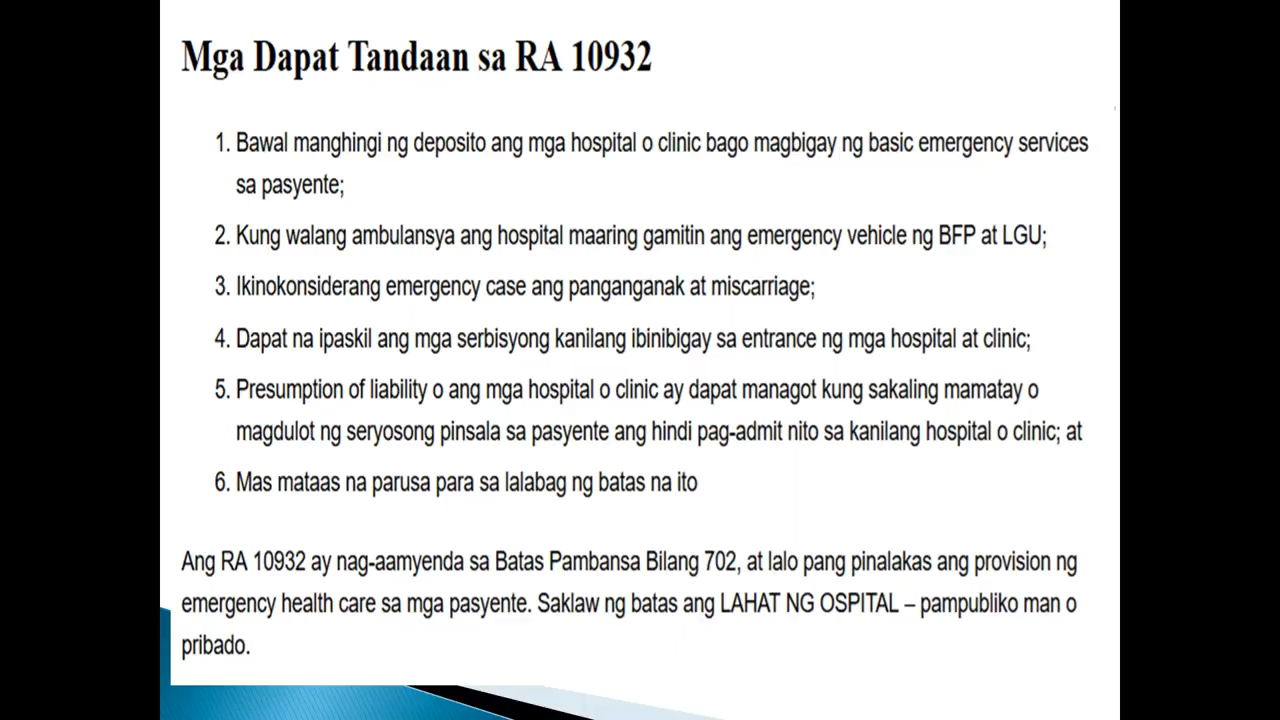 Mga Dapat Tandaan sa RA 10932
1. Bawal manghingi ng deposito ang mga hospital o clinic bago magbigay ng basic emergency services
sa pasyente;
2. Kung walang ambulansya ang hospital maaring gamitin ang emergency vehicle ng BFP at LGU;
3. Ikinokonsiderang emergency case ang panganganak at miscarriage;
4. Dapat na ipaskil ang mga serbisyong kanilang ibinibigay sa entrance ng mga hospital at clinic;
5. Presumption of liability o ang mga hospital o clinic ay dapat managot kung sakaling mamatay o
magdulot ng seryosong pinsala sa pasyente ang hindi pag-admit nito sa kanilang hospital o clinic; at
6. Mas mataas na parusa para sa lalabag ng batas na ito
Ang RA 10932 ay nag-aamyenda sa Batas Pambansa Bilang 702, at lalo pang pinalakas ang provision ng
emergency health care sa mga pasyente. Saklaw ng batas ang LAHAT NG OSPITAL – pampubliko man o
pribado.